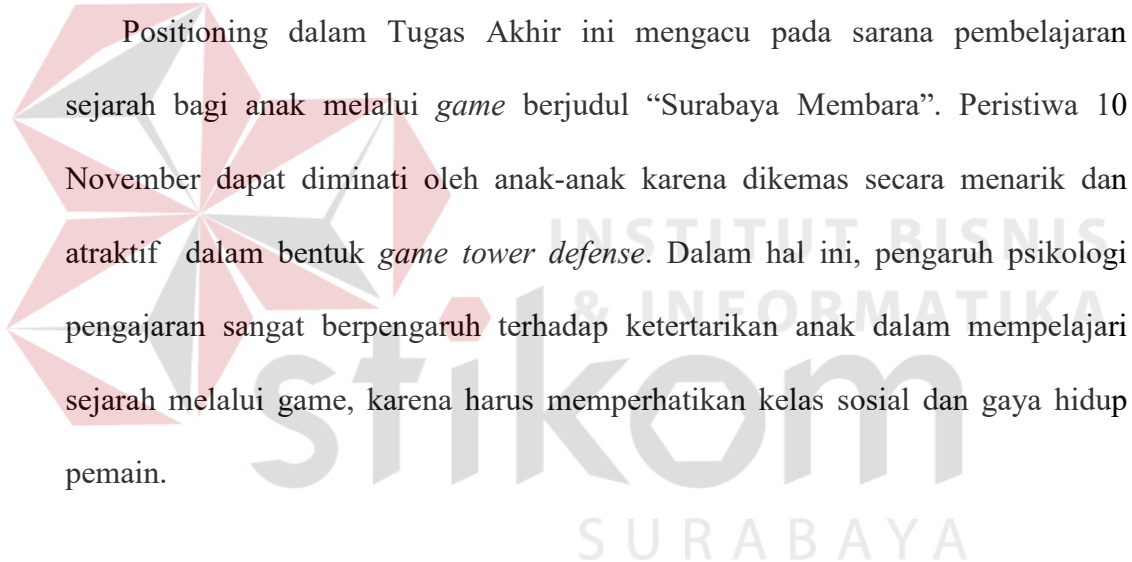 Positioning dalam Tugas Akhir ini mengacu pada sarana pembelajaran
sejarah bagi anak melalui game berjudul “Surabaya Membara”. Peristiwa 10
November dapat diminati oleh anak-anak karena dikemas secara menarik dan
atraktif dalam bentuk game tower defense. Dalam hal ini, pengaruh psikologi
pengajaran sangat berpengaruh terhadap ketertarikan anak dalam mempelajari
sejarah melalui game, karena harus memperhatikan kelas sosial dan gaya hidup
pemain.
INSTITUT BISNIS
& INFORMATIKA
stikom
SURABAYA